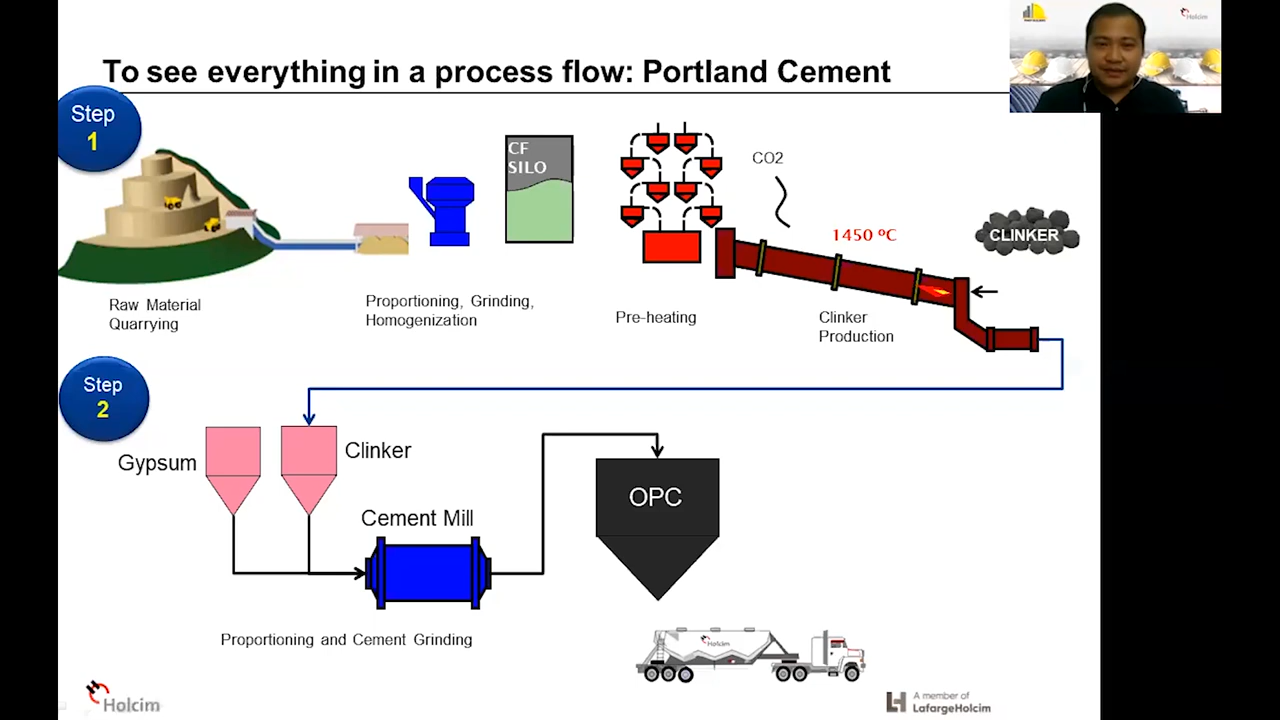 To see everything in a process flow: Portland Cement
Holcim
Step
1
CF
SILO
CO2
1450 ºC
CLINKER
Raw Material
Quarrying
Proportioning, Grinding,
Homogenization
Pre-heating
Clinker
Production
Step
2
Gypsum
Clinker
Cement Mill
OPC
Proportioning and Cement Grinding
Holcim
Holcim
A member of
LafargeHolcim